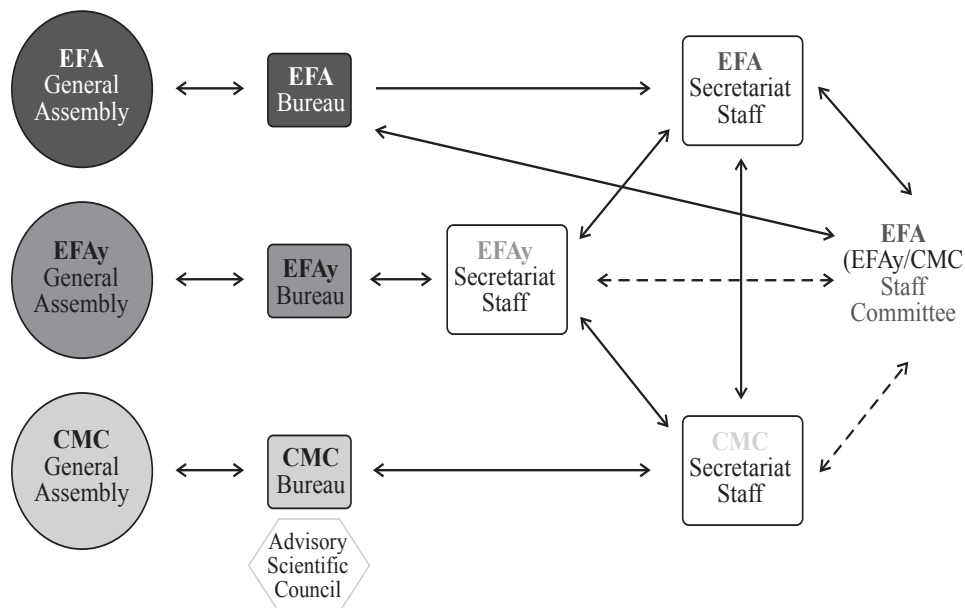 EFA
General
Assembly
EFA
Bureau
EFA
Secretariat
Staff
EFAy
General
Assembly
EFAy
Bureau
EFAy
Secretariat
Staff
EFA
(EFAy/CMC
Staff
Committee
CMC
General
Assembly
CMC
Bureau
CMC
Secretariat
Staff
Advisory
Scientific
Council